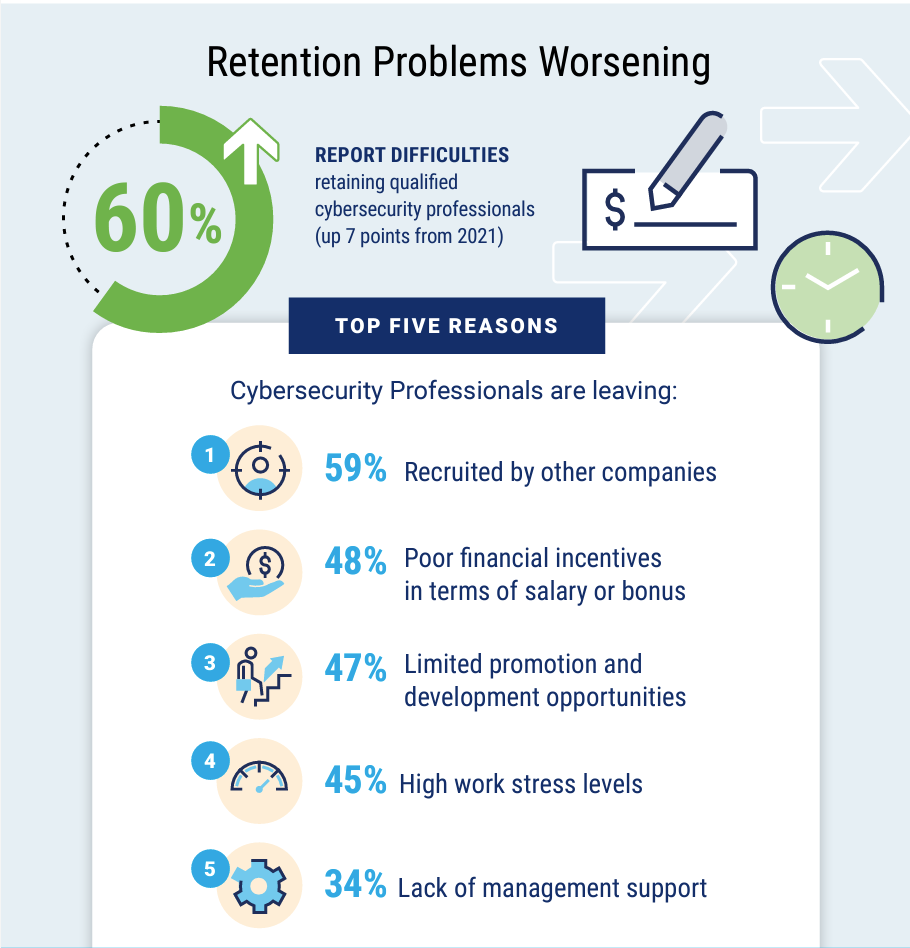 Retention Problems Worsening
60%
REPORT DIFFICULTIES
retaining qualified
cybersecurity professionals
(up 7 points from 2021)
$
TOP FIVE REASONS
Cybersecurity Professionals are leaving:
1 59% Recruited by other companies
2 $ 48% Poor financial incentives
in terms of salary or bonus
3 47% Limited promotion and
development opportunities
4 45% High work stress levels
5 34% Lack of management support